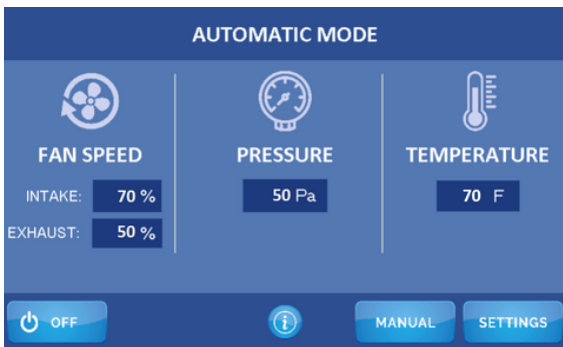 AUTOMATIC MODE
FAN SPEED
INTAKE: 70 %
EXHAUST: 50 %
PRESSURE
50 Pa
TEMPERATURE
70 F
OFF
i
MANUAL
SETTINGS